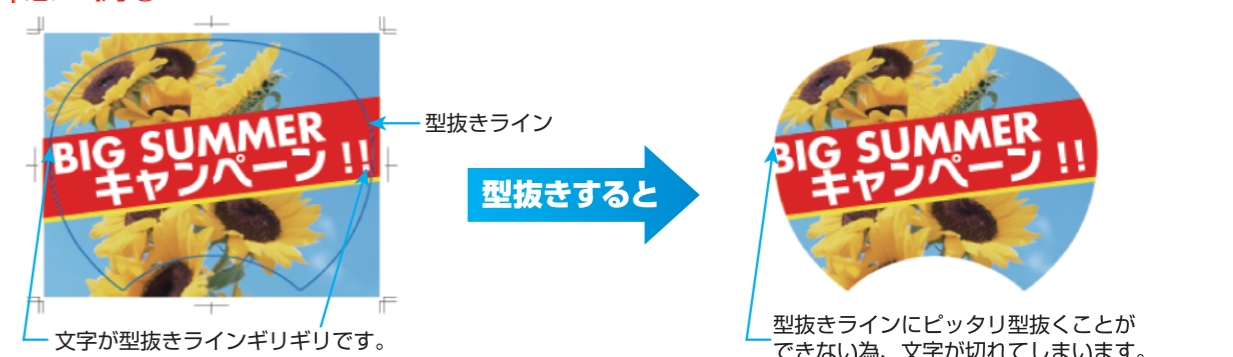 型抜きライン
BIG SUMMER
キャンペーン !!
文字が型抜きラインギリギリです。
型抜きすると
BIG SUMMER
キャンペーン !!
型抜きラインにピッタリ型抜くことが
できない為、文字が切れてしまいます。